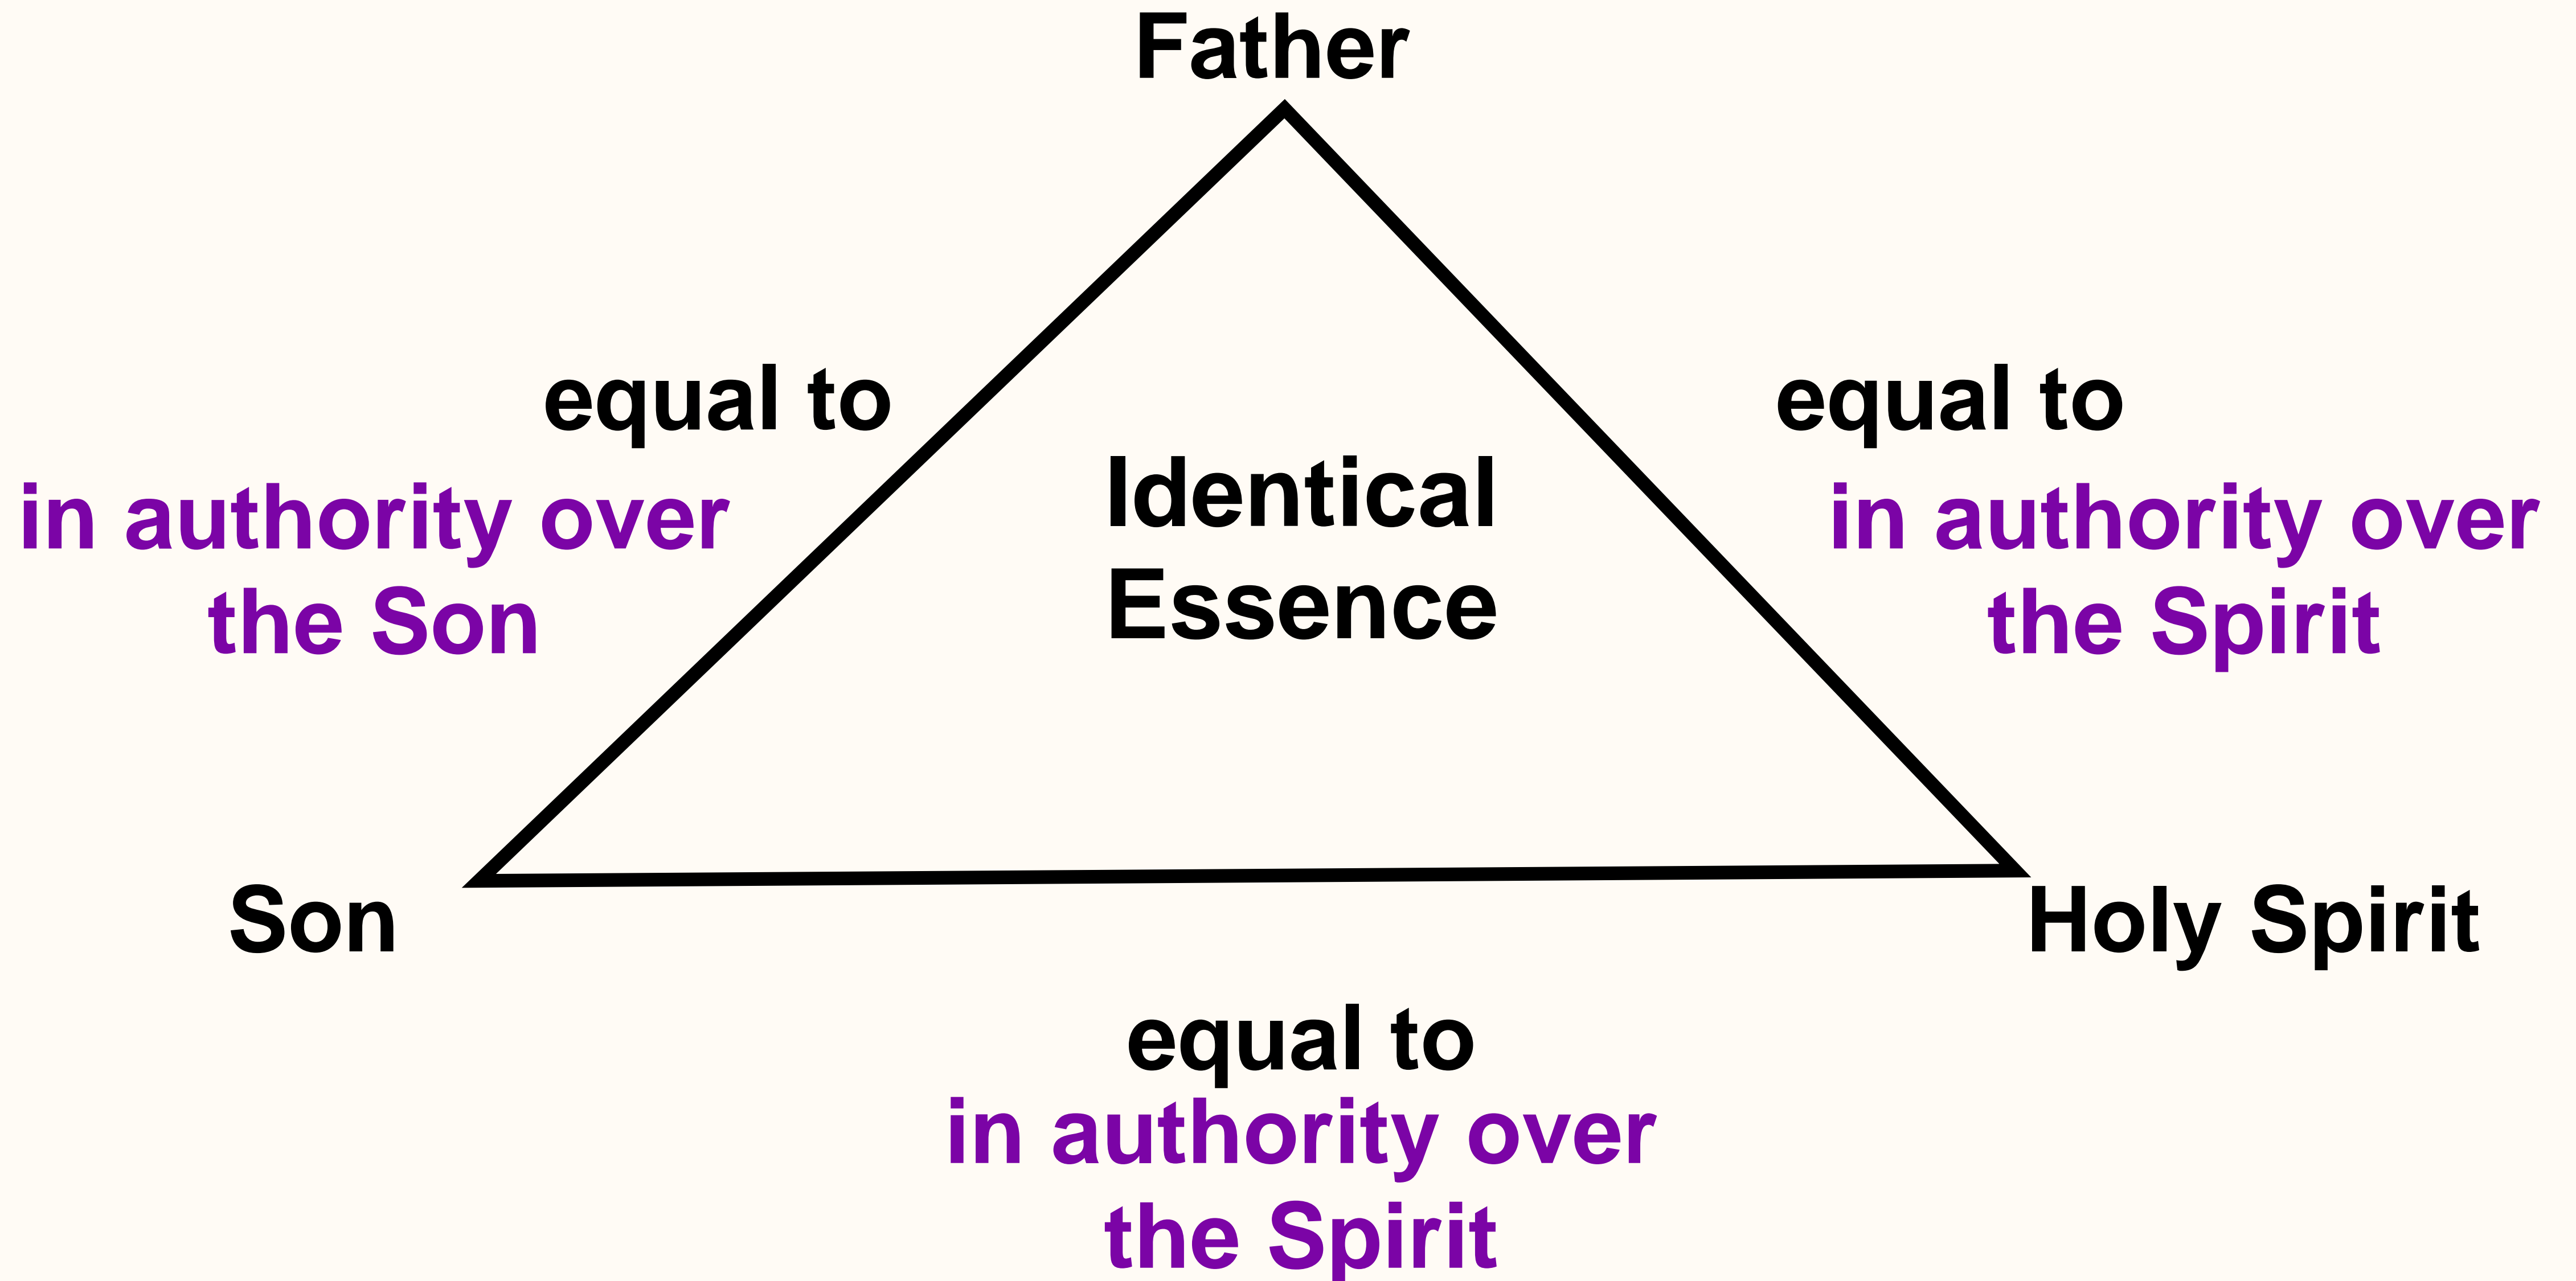 Father
equal to
in authority over
the Son
Identical
Essence
equal to
in authority over
the Spirit
Son
Holy Spirit
equal to
in authority over
the Spirit